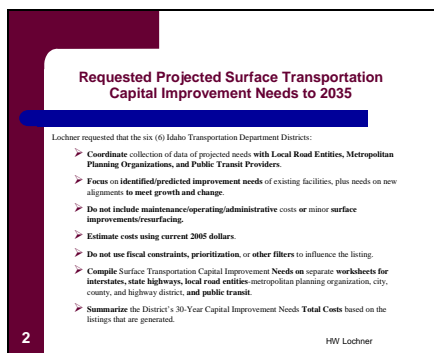 Requested Projected Surface Transportation
Capital Improvement Needs to 2035
Lochner requested that the six (6) Idaho Transportation Department Districts:
➢ Coordinate collection of data of projected needs with Local Road Entities, Metropolitan
Planning Organizations, and Public Transit Providers.
➢ Focus on identified/predicted improvement needs of existing facilities, plus needs on new
alignments to meet growth and change.
➢ Do not include maintenance/operating/administrative costs or minor surface
improvements/resurfacing.
➢ Estimate costs using current 2005 dollars.
➢ Do not use fiscal constraints, prioritization, or other filters to influence the listing.
➢ Compile Surface Transportation Capital Improvement Needs on separate worksheets for
interstates, state highways, local road entities-metropolitan planning organization, city,
county, and highway district, and public transit.
➢ Summarize the District's 30-Year Capital Improvement Needs Total Costs based on the
listings that are generated.
2
HW Lochner